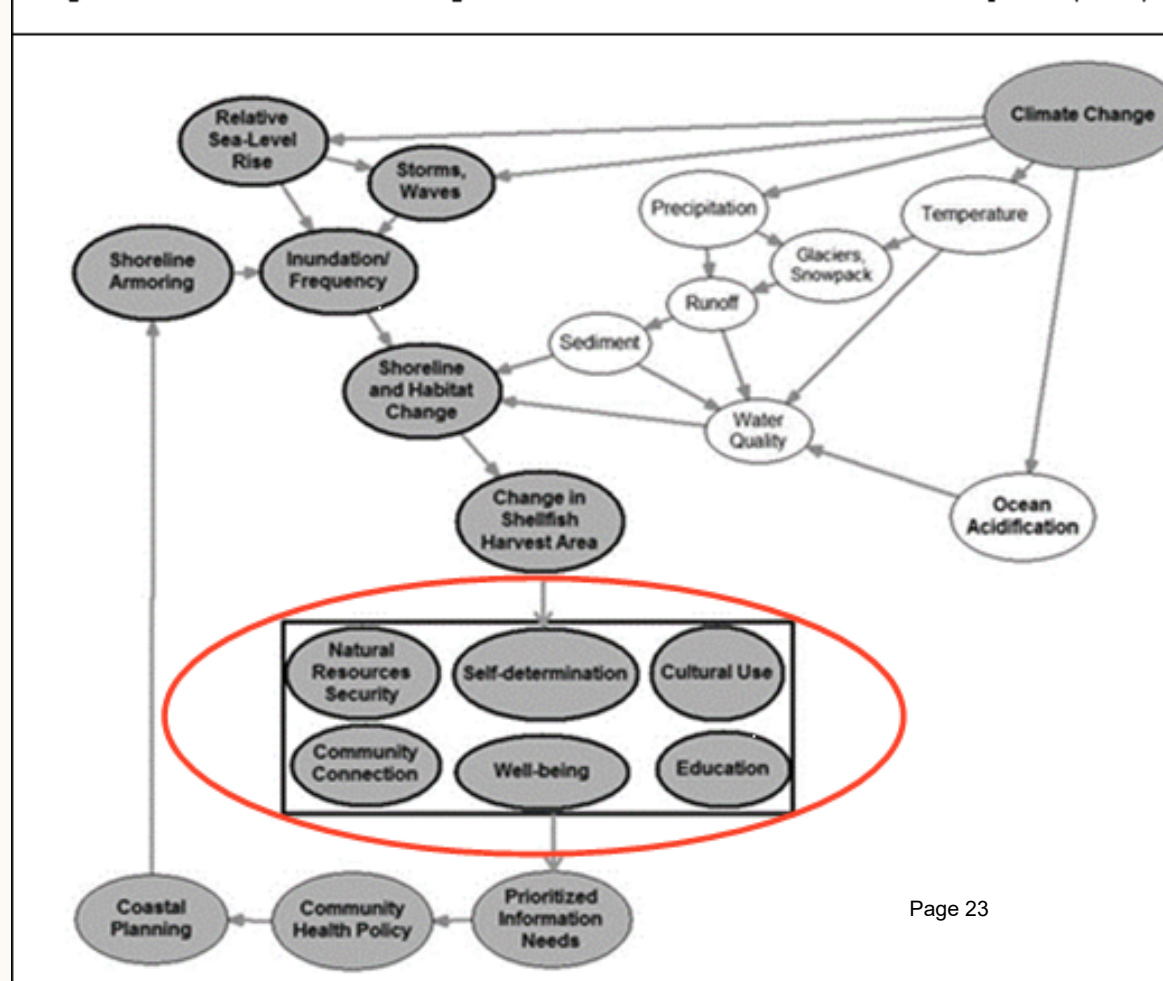 Climate Change
Relative
Sea-Level
Rise
Storms,
Waves
Precipitation
Temperature
Shoreline
Armoring
Inundation/
Frequency
Glaciers,
Snowpack
Runoff
Sediment
Shoreline
and Habitat
Change
Water
Quality
Change in
Shellfish
Harvest Area
Ocean
Acidification
Natural
Resources
Security
Self-determination
Cultural Use
Community
Connection
Well-being
Education
Coastal
Planning
Community
Health Policy
Prioritized
Information
Needs
Page 23